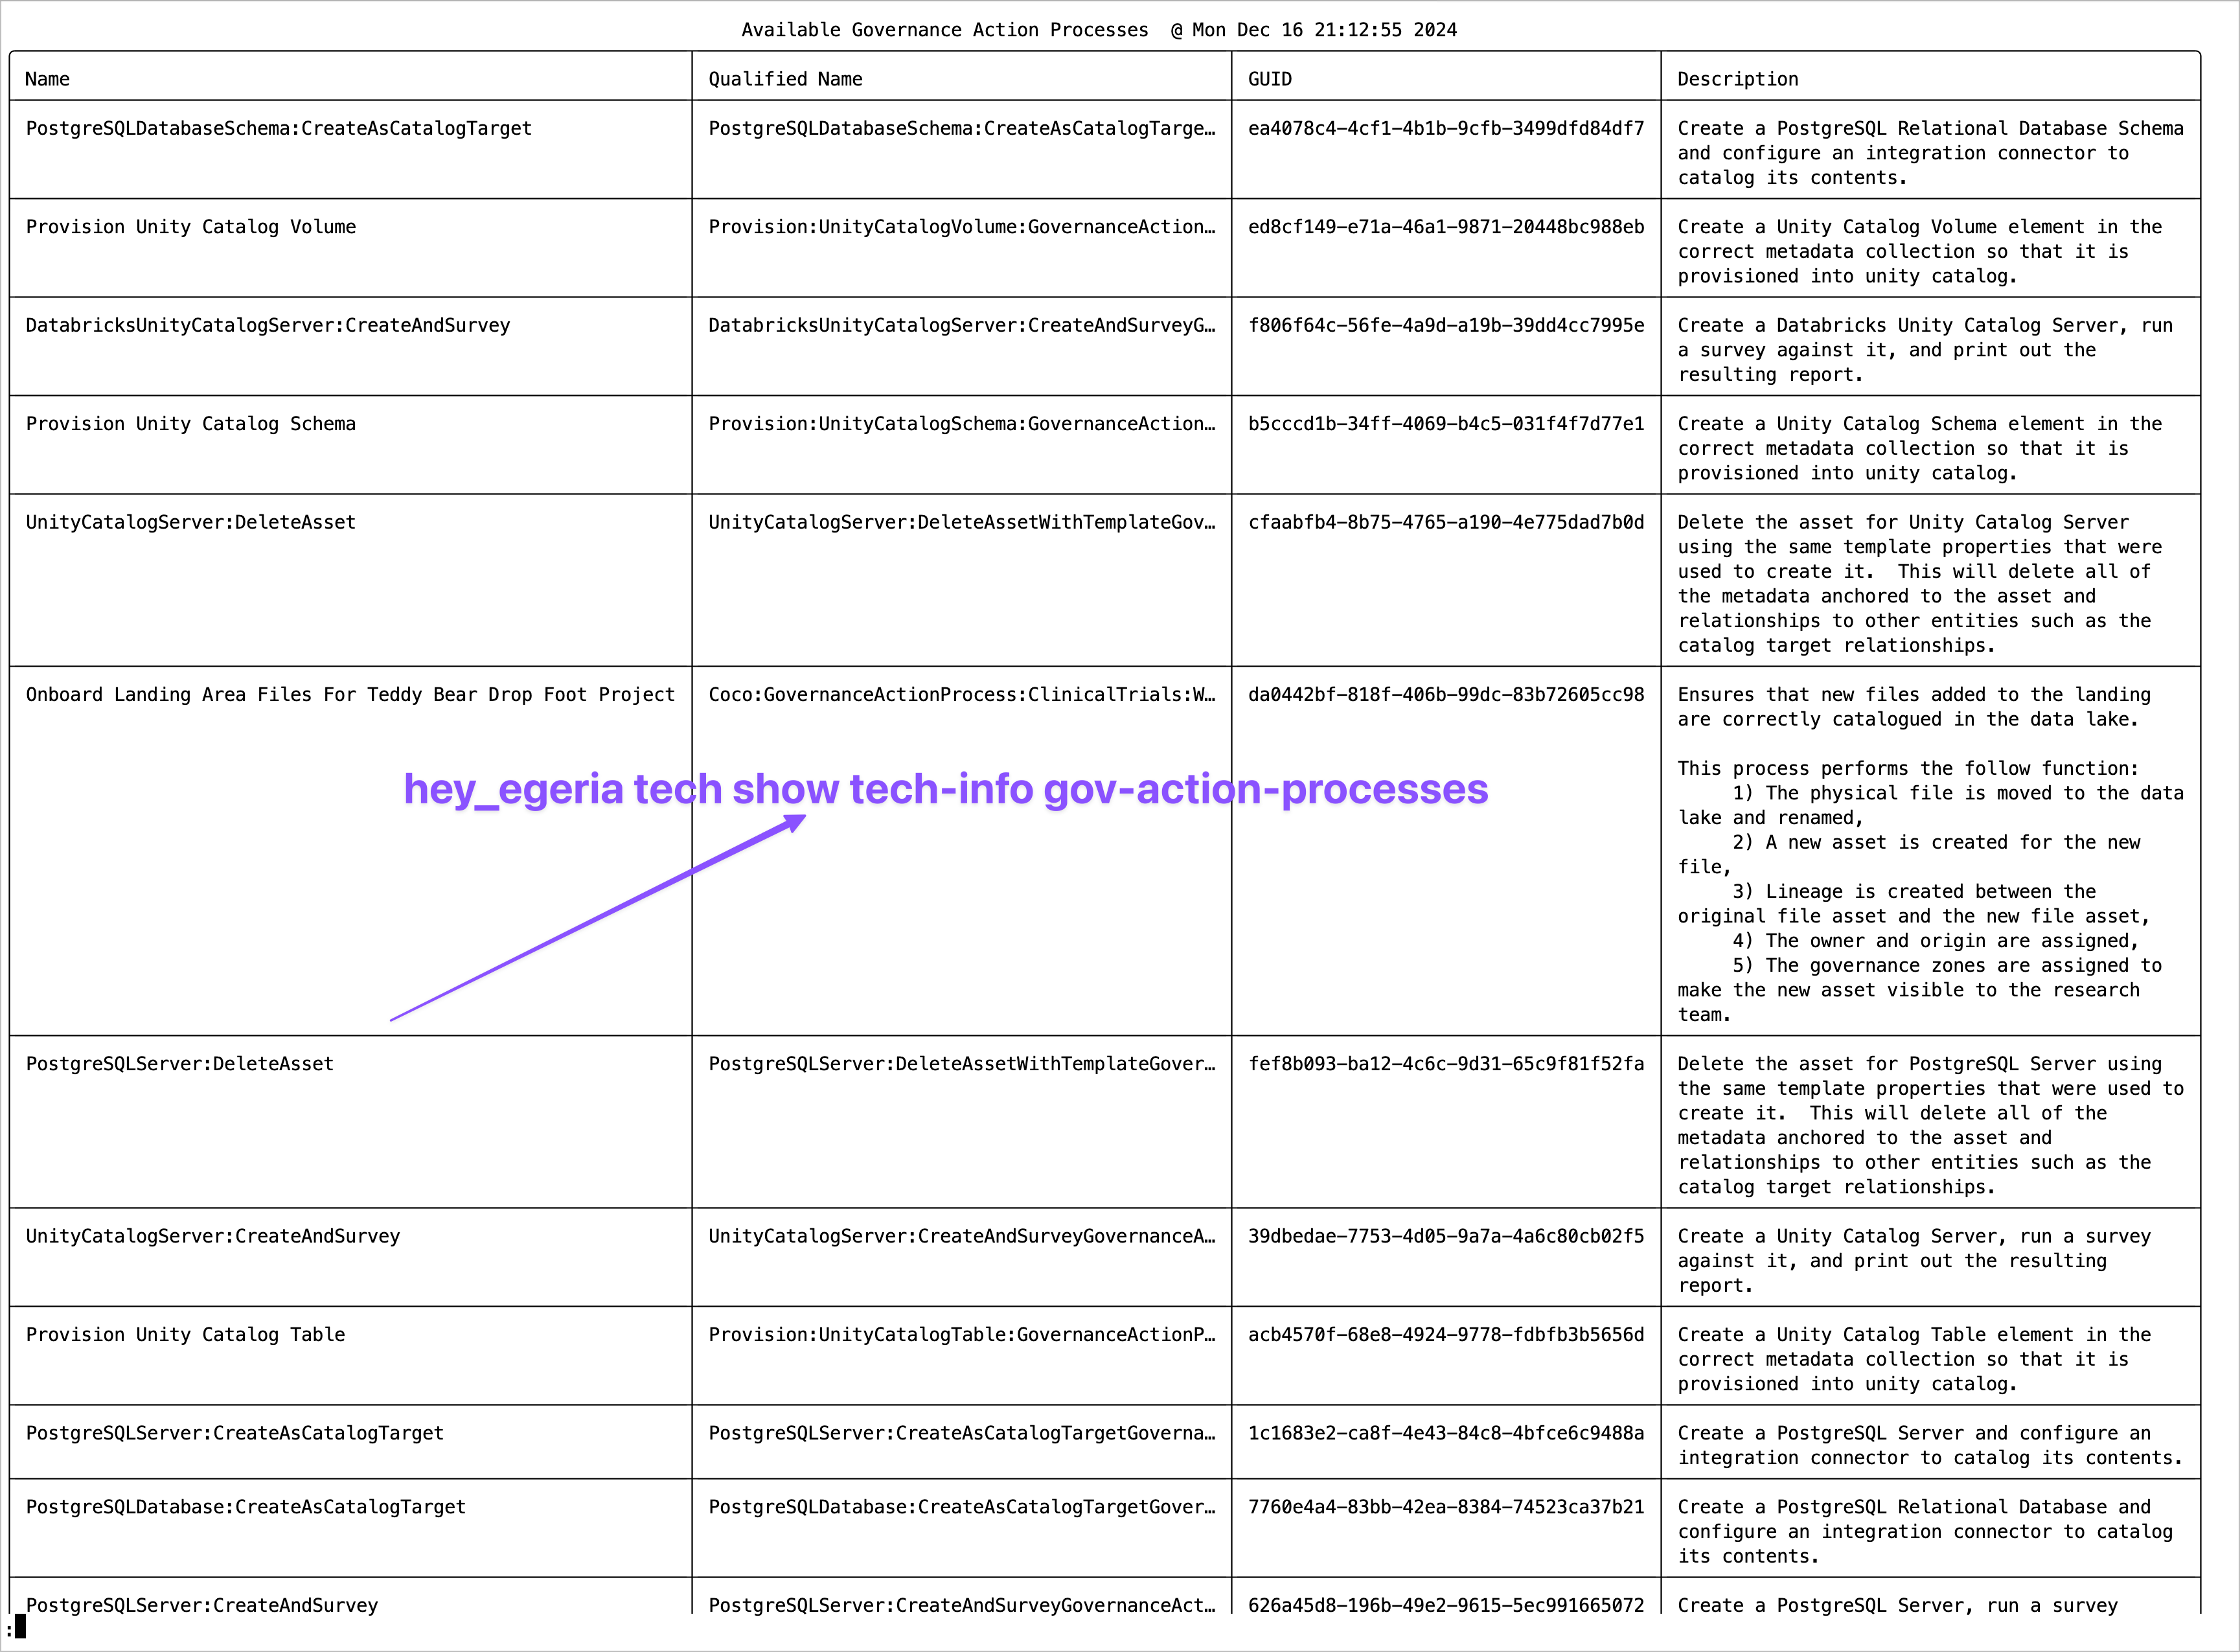 Available Governance Action Processes  @ Mon Dec 16 21:12:55 2024
Name Qualified Name GUID Description
PostgreSQLDatabaseSchema:CreateAsCatalogTarget PostgreSQLDatabaseSchema:CreateAsCatalogTarge… ea4078c4-4cf1-4b1b-9cfb-3499dfd84df7 Create a PostgreSQL Relational Database Schema
and configure an integration connector to
catalog its contents.
Provision Unity Catalog Volume Provision:UnityCatalogVolume:GovernanceAction… ed8cf149-e71a-46a1-9871-20448bc988eb Create a Unity Catalog Volume element in the
correct metadata collection so that it is
provisioned into unity catalog.
DatabricksUnityCatalogServer:CreateAndSurvey DatabricksUnityCatalogServer:CreateAndSurveyG… f806f64c-56fe-4a9d-a19b-39dd4cc7995e Create a Databricks Unity Catalog Server, run
a survey against it, and print out the
resulting report.
Provision Unity Catalog Schema Provision:UnityCatalogSchema:GovernanceAction… b5cccd1b-34ff-4069-b4c5-031f4f7d77e1 Create a Unity Catalog Schema element in the
correct metadata collection so that it is
provisioned into unity catalog.
UnityCatalogServer:DeleteAsset UnityCatalogServer:DeleteAssetWithTemplateGov… cfaabfb4-8b75-4765-a190-4e775dad7b0d Delete the asset for Unity Catalog Server
using the same template properties that were
used to create it.  This will delete all of
the metadata anchored to the asset and
relationships to other entities such as the
catalog target relationships.
Onboard Landing Area Files For Teddy Bear Drop Foot Project Coco:GovernanceActionProcess:ClinicalTrials:W… da0442bf-818f-406b-99dc-83b72605cc98 Ensures that new files added to the landing
are correctly catalogued in the data lake.
This process performs the follow function:
hey_egeria tech show tech-info gov-action-processes
1) The physical file is moved to the data
lake and renamed,
2) A new asset is created for the new
file,
3) Lineage is created between the
original file asset and the new file asset,
4) The owner and origin are assigned,
5) The governance zones are assigned to
make the new asset visible to the research
team.
PostgreSQLServer:DeleteAsset PostgreSQLServer:DeleteAssetWithTemplateGover… fef8b093-ba12-4c6c-9d31-65c9f81f52fa Delete the asset for PostgreSQL Server using
the same template properties that were used to
create it.  This will delete all of the
metadata anchored to the asset and
relationships to other entities such as the
catalog target relationships.
UnityCatalogServer:CreateAndSurvey UnityCatalogServer:CreateAndSurveyGovernanceA… 39dbedae-7753-4d05-9a7a-4a6c80cb02f5 Create a Unity Catalog Server, run a survey
against it, and print out the resulting
report.
Provision Unity Catalog Table Provision:UnityCatalogTable:GovernanceActionP… acb4570f-68e8-4924-9778-fdbfb3b5656d Create a Unity Catalog Table element in the
correct metadata collection so that it is
provisioned into unity catalog.
PostgreSQLServer:CreateAsCatalogTarget PostgreSQLServer:CreateAsCatalogTargetGoverna… 1c1683e2-ca8f-4e43-84c8-4bfce6c9488a Create a PostgreSQL Server and configure an
integration connector to catalog its contents.
PostgreSQLDatabase:CreateAsCatalogTarget PostgreSQLDatabase:CreateAsCatalogTargetGover… 7760e4a4-83bb-42ea-8384-74523ca37b21 Create a PostgreSQL Relational Database and
configure an integration connector to catalog
its contents.
PostgreSQLServer:CreateAndSurvey PostgreSQLServer:CreateAndSurveyGovernanceAct… 626a45d8-196b-49e2-9615-5ec991665072 Create a PostgreSQL Server, run a survey
: